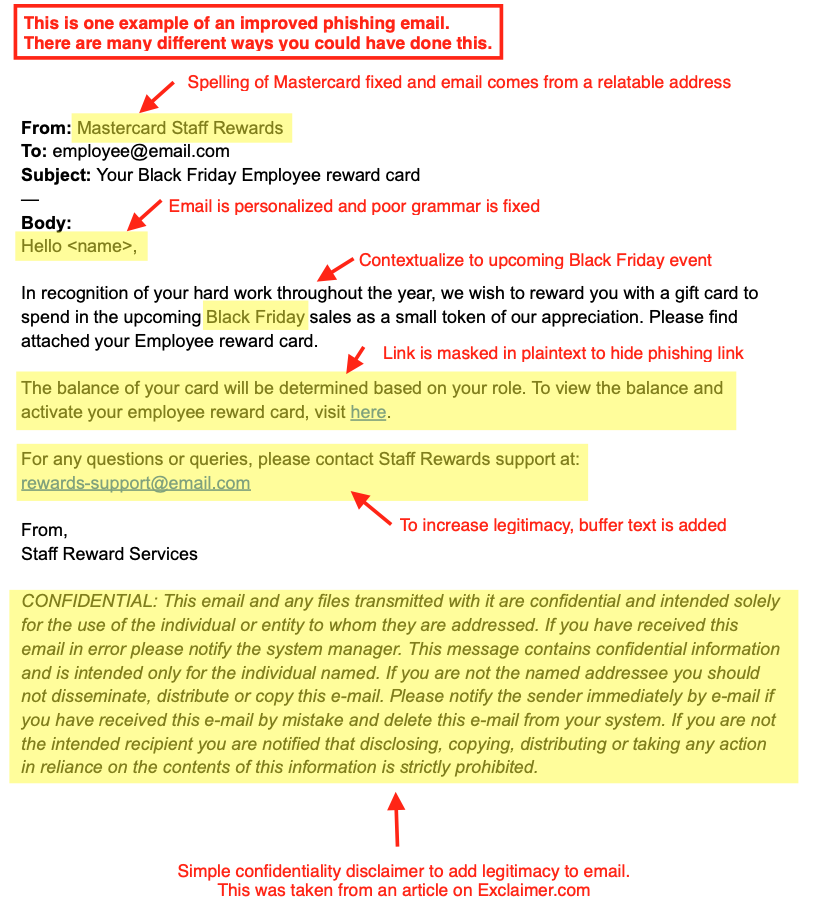 This is one example of an improved phishing email.
There are many different ways you could have done this.
Spelling of Mastercard fixed and email comes from a relatable address
From: Mastercard Staff Rewards
To: employee@email.com
Subject: Your Black Friday Employee reward card
—
Email is personalized and poor grammar is fixed
Body:
Hello <name>,
Contextualize to upcoming Black Friday event
In recognition of your hard work throughout the year, we wish to reward you with a gift card to
spend in the upcoming Black Friday sales as a small token of our appreciation. Please find
attached your Employee reward card.
Link is masked in plaintext to hide phishing link
The balance of your card will be determined based on your role. To view the balance and
activate your employee reward card, visit here.
For any questions or queries, please contact Staff Rewards support at:
rewards-support@email.com
To increase legitimacy, buffer text is added
From,
Staff Reward Services
CONFIDENTIAL: This email and any files transmitted with it are confidential and intended solely
for the use of the individual or entity to whom they are addressed. If you have received this
email in error please notify the system manager. This message contains confidential information
and is intended only for the individual named. If you are not the named addressee you should
not disseminate, distribute or copy this e-mail. Please notify the sender immediately by e-mail if
you have received this e-mail by mistake and delete this e-mail from your system. If you are not
the intended recipient you are notified that disclosing, copying, distributing or taking any action
in reliance on the contents of this information is strictly prohibited.
Simple confidentiality disclaimer to add legitimacy to email.
This was taken from an article on Exclaimer.com